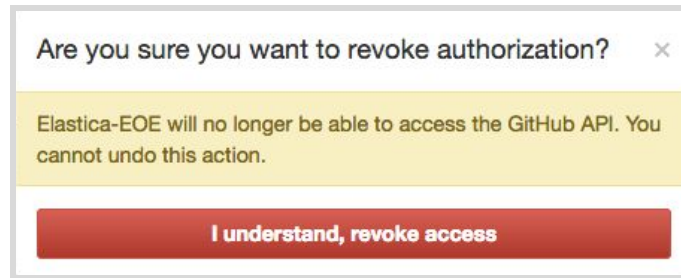 Are you sure you want to revoke authorization? ×
Elastica-EOE will no longer be able to access the GitHub API. You
cannot undo this action.
I understand, revoke access